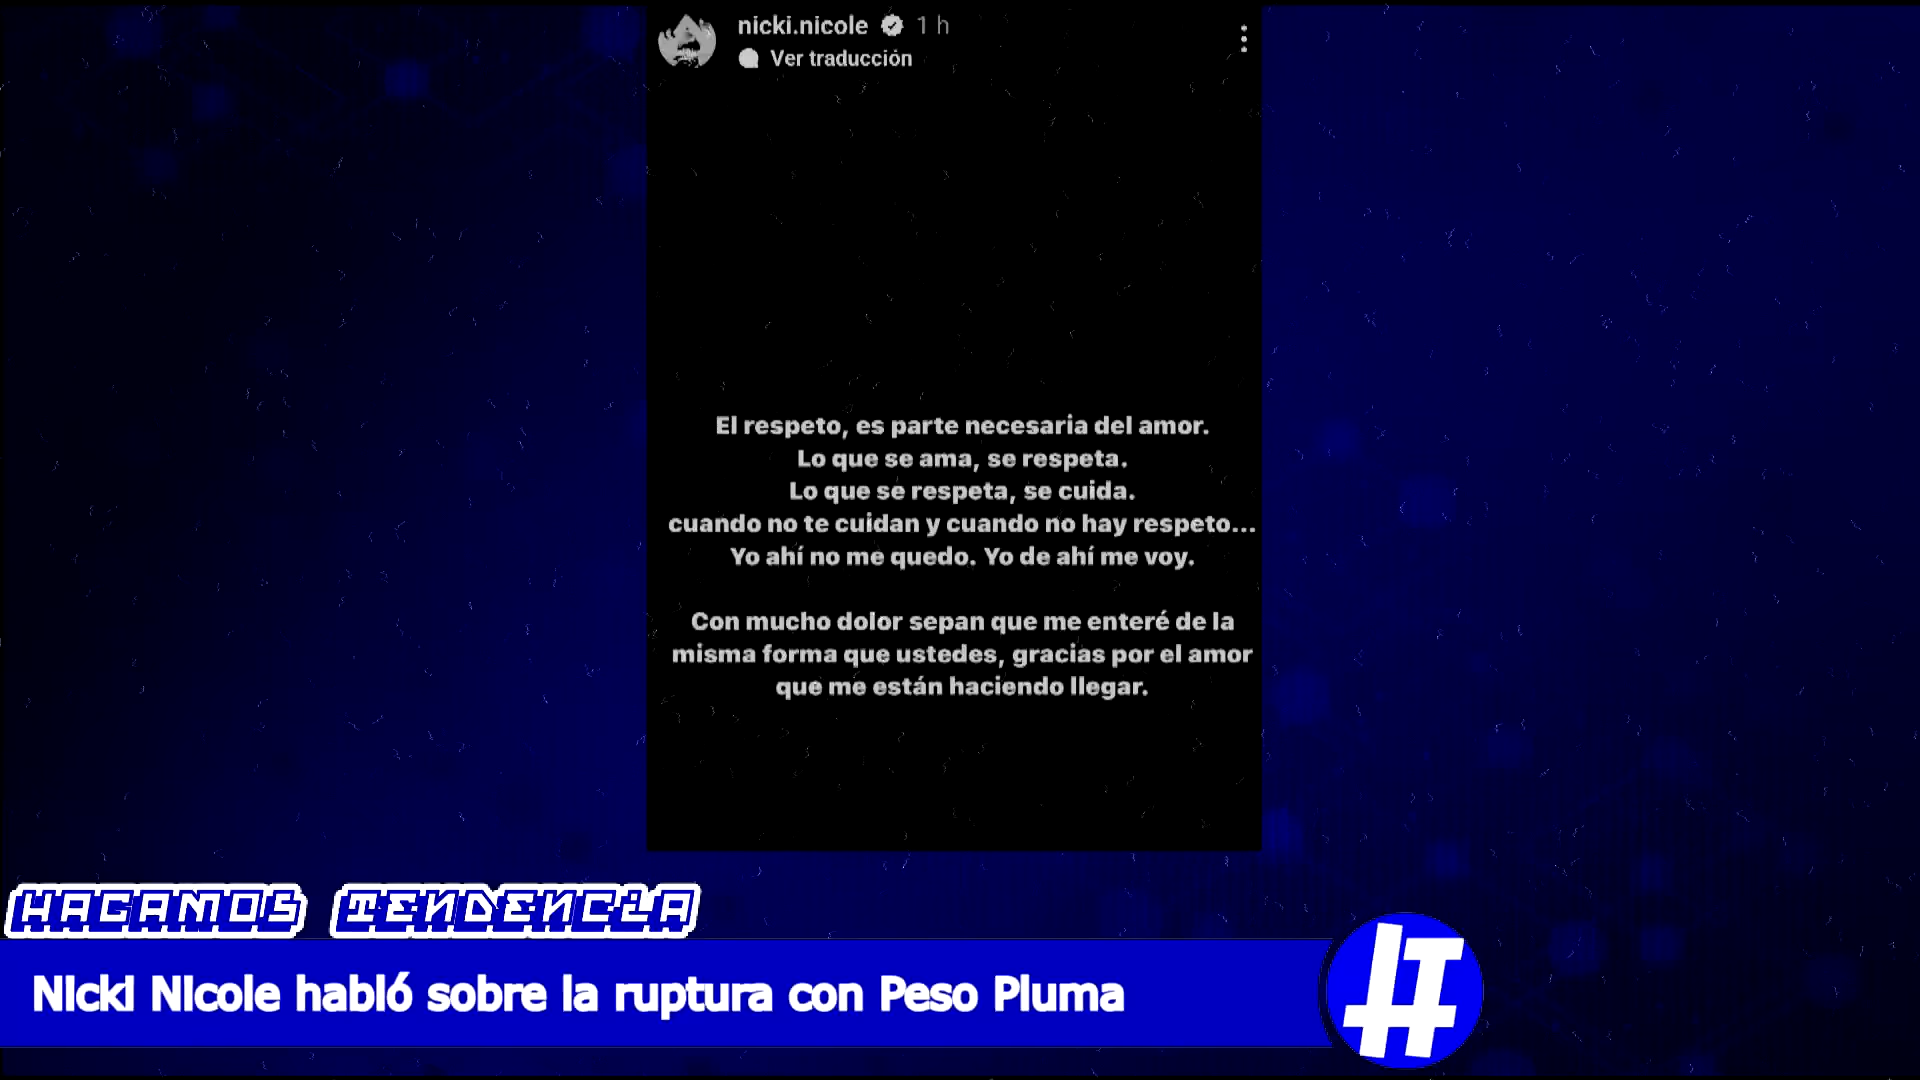 nicki.nicole 1 h
Ver traducción
El respeto, es parte necesaria del amor.
Lo que se ama, se respeta.
Lo que se respeta, se cuida.
cuando no te cuidan y cuando no hay respeto...
Yo ahí no me quedo. Yo de ahí me voy.
Con mucho dolor sepan que me enteré de la
misma forma que ustedes, gracias por el amor
que me están haciendo llegar.
HAGAMOS TENDENCIA
Nicki Nicole habló sobre la ruptura con Peso Pluma
HT